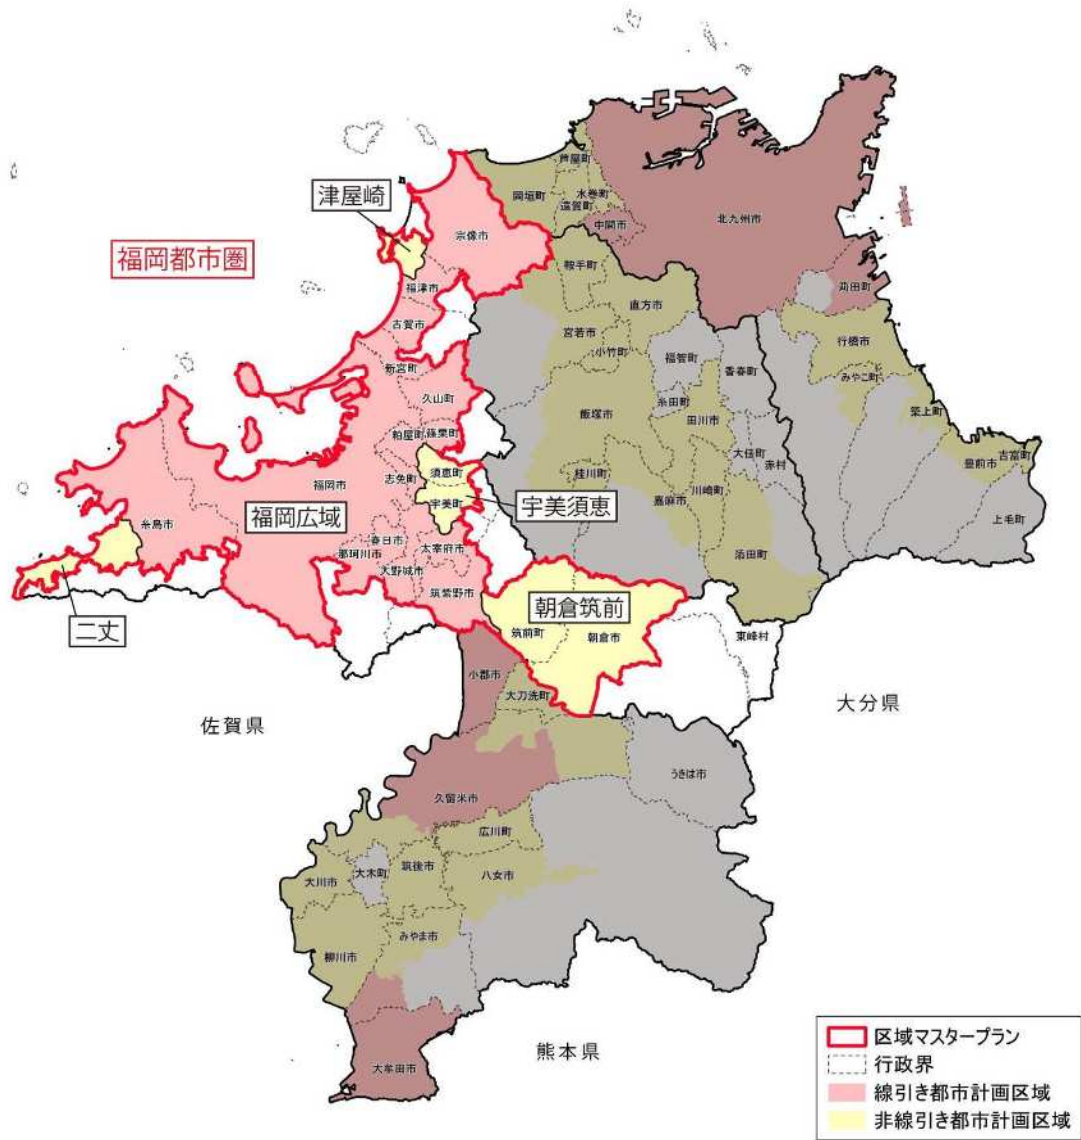 芦屋町
岡垣町
水巻町
遠賀町
中間市
北九州市
津屋崎
宗像市
福岡都市圏
鞍手町
苅田町
福津市
直方市
古賀市
宮若市
行橋市
小竹町
福智町
香春町
みやこ町
新宮町
久山町
糸田町
飯塚市
田川市
築上町
粕屋町
篠栗町
大任町
赤村
豊前市
吉富町
須恵町
志免町
桂川町
福岡市
宇美町
宇美須恵
嘉麻市
川崎町
上毛町
福岡広域
糸島市
春日市
太宰府市
那珂川市
大野城市
添田町
筑紫野市
朝倉筑前
二丈
筑前町
朝倉市
東峰村
小郡市
大刀洗町
佐賀県
大分県
うきは市
久留米市
広川町
筑後市
大木町
大川市
八女市
みやま市
柳川市
熊本県
大牟田市
区域マスタープラン
行政界
線引き都市計画区域
非線引き都市計画区域